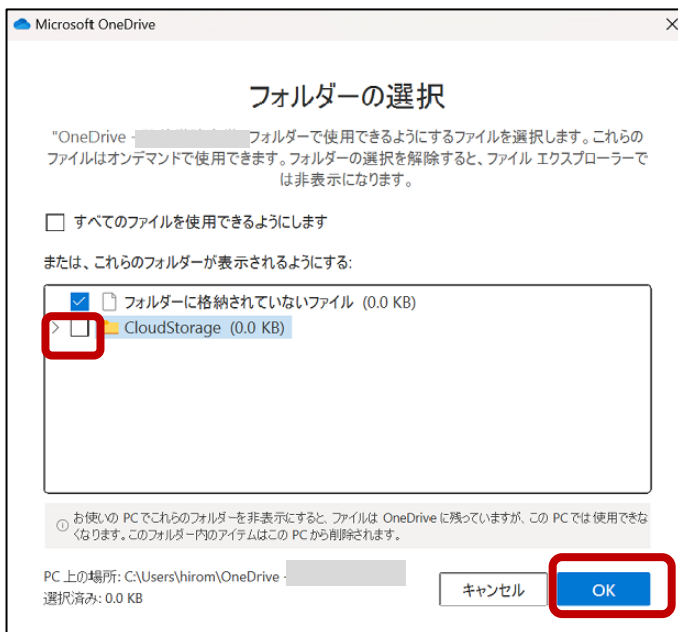 Microsoft OneDrive
フォルダーの選択
"OneDrive - フォルダーで使用できるようにするファイルを選択します。これらの
ファイルはオンデマンドで使用できます。フォルダーの選択を解除すると、ファイル エクスプローラーで
は非表示になります。
すべてのファイルを使用できるようにします
または、これらのフォルダーが表示されるようにする:
フォルダーに格納されていないファイル (0.0 KB)
CloudStorage (0.0 KB)
お使いの PC でこれらのフォルダーを非表示にすると、ファイルは OneDrive に残っていますが、この PC では使用できな
くなります。このフォルダー内のアイテムはこの PC から削除されます。
PC 上の場所: C:\Users\hirom\OneDrive -
選択済み: 0.0 KB
キャンセル
OK